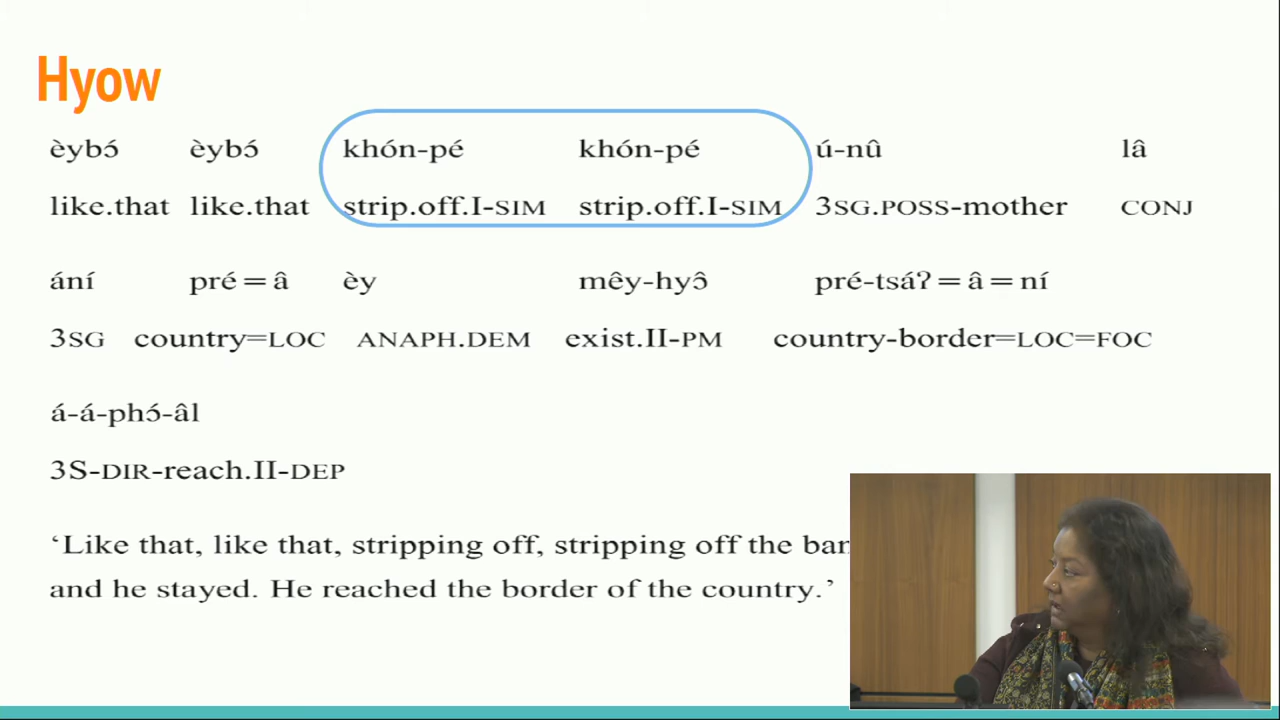 Hyow
èybɔ́ èybɔ́ khón-pé khón-pé ú-nû lâ
like.that like.that strip.off.I-SIM strip.off.I-SIM 3SG.POSS-mother CONJ
ání pré=â èy mêy-hyɔ̂ pré-tsáʔ=â=ní
3SG country=LOC ANAPH.DEM exist.II-PM country-border=LOC=FOC
á-á-phɔ́-âl
3S-DIR-reach.II-DEP
‘Like that, like that, stripping off, stripping off the
and he stayed. He reached the border of the country.’